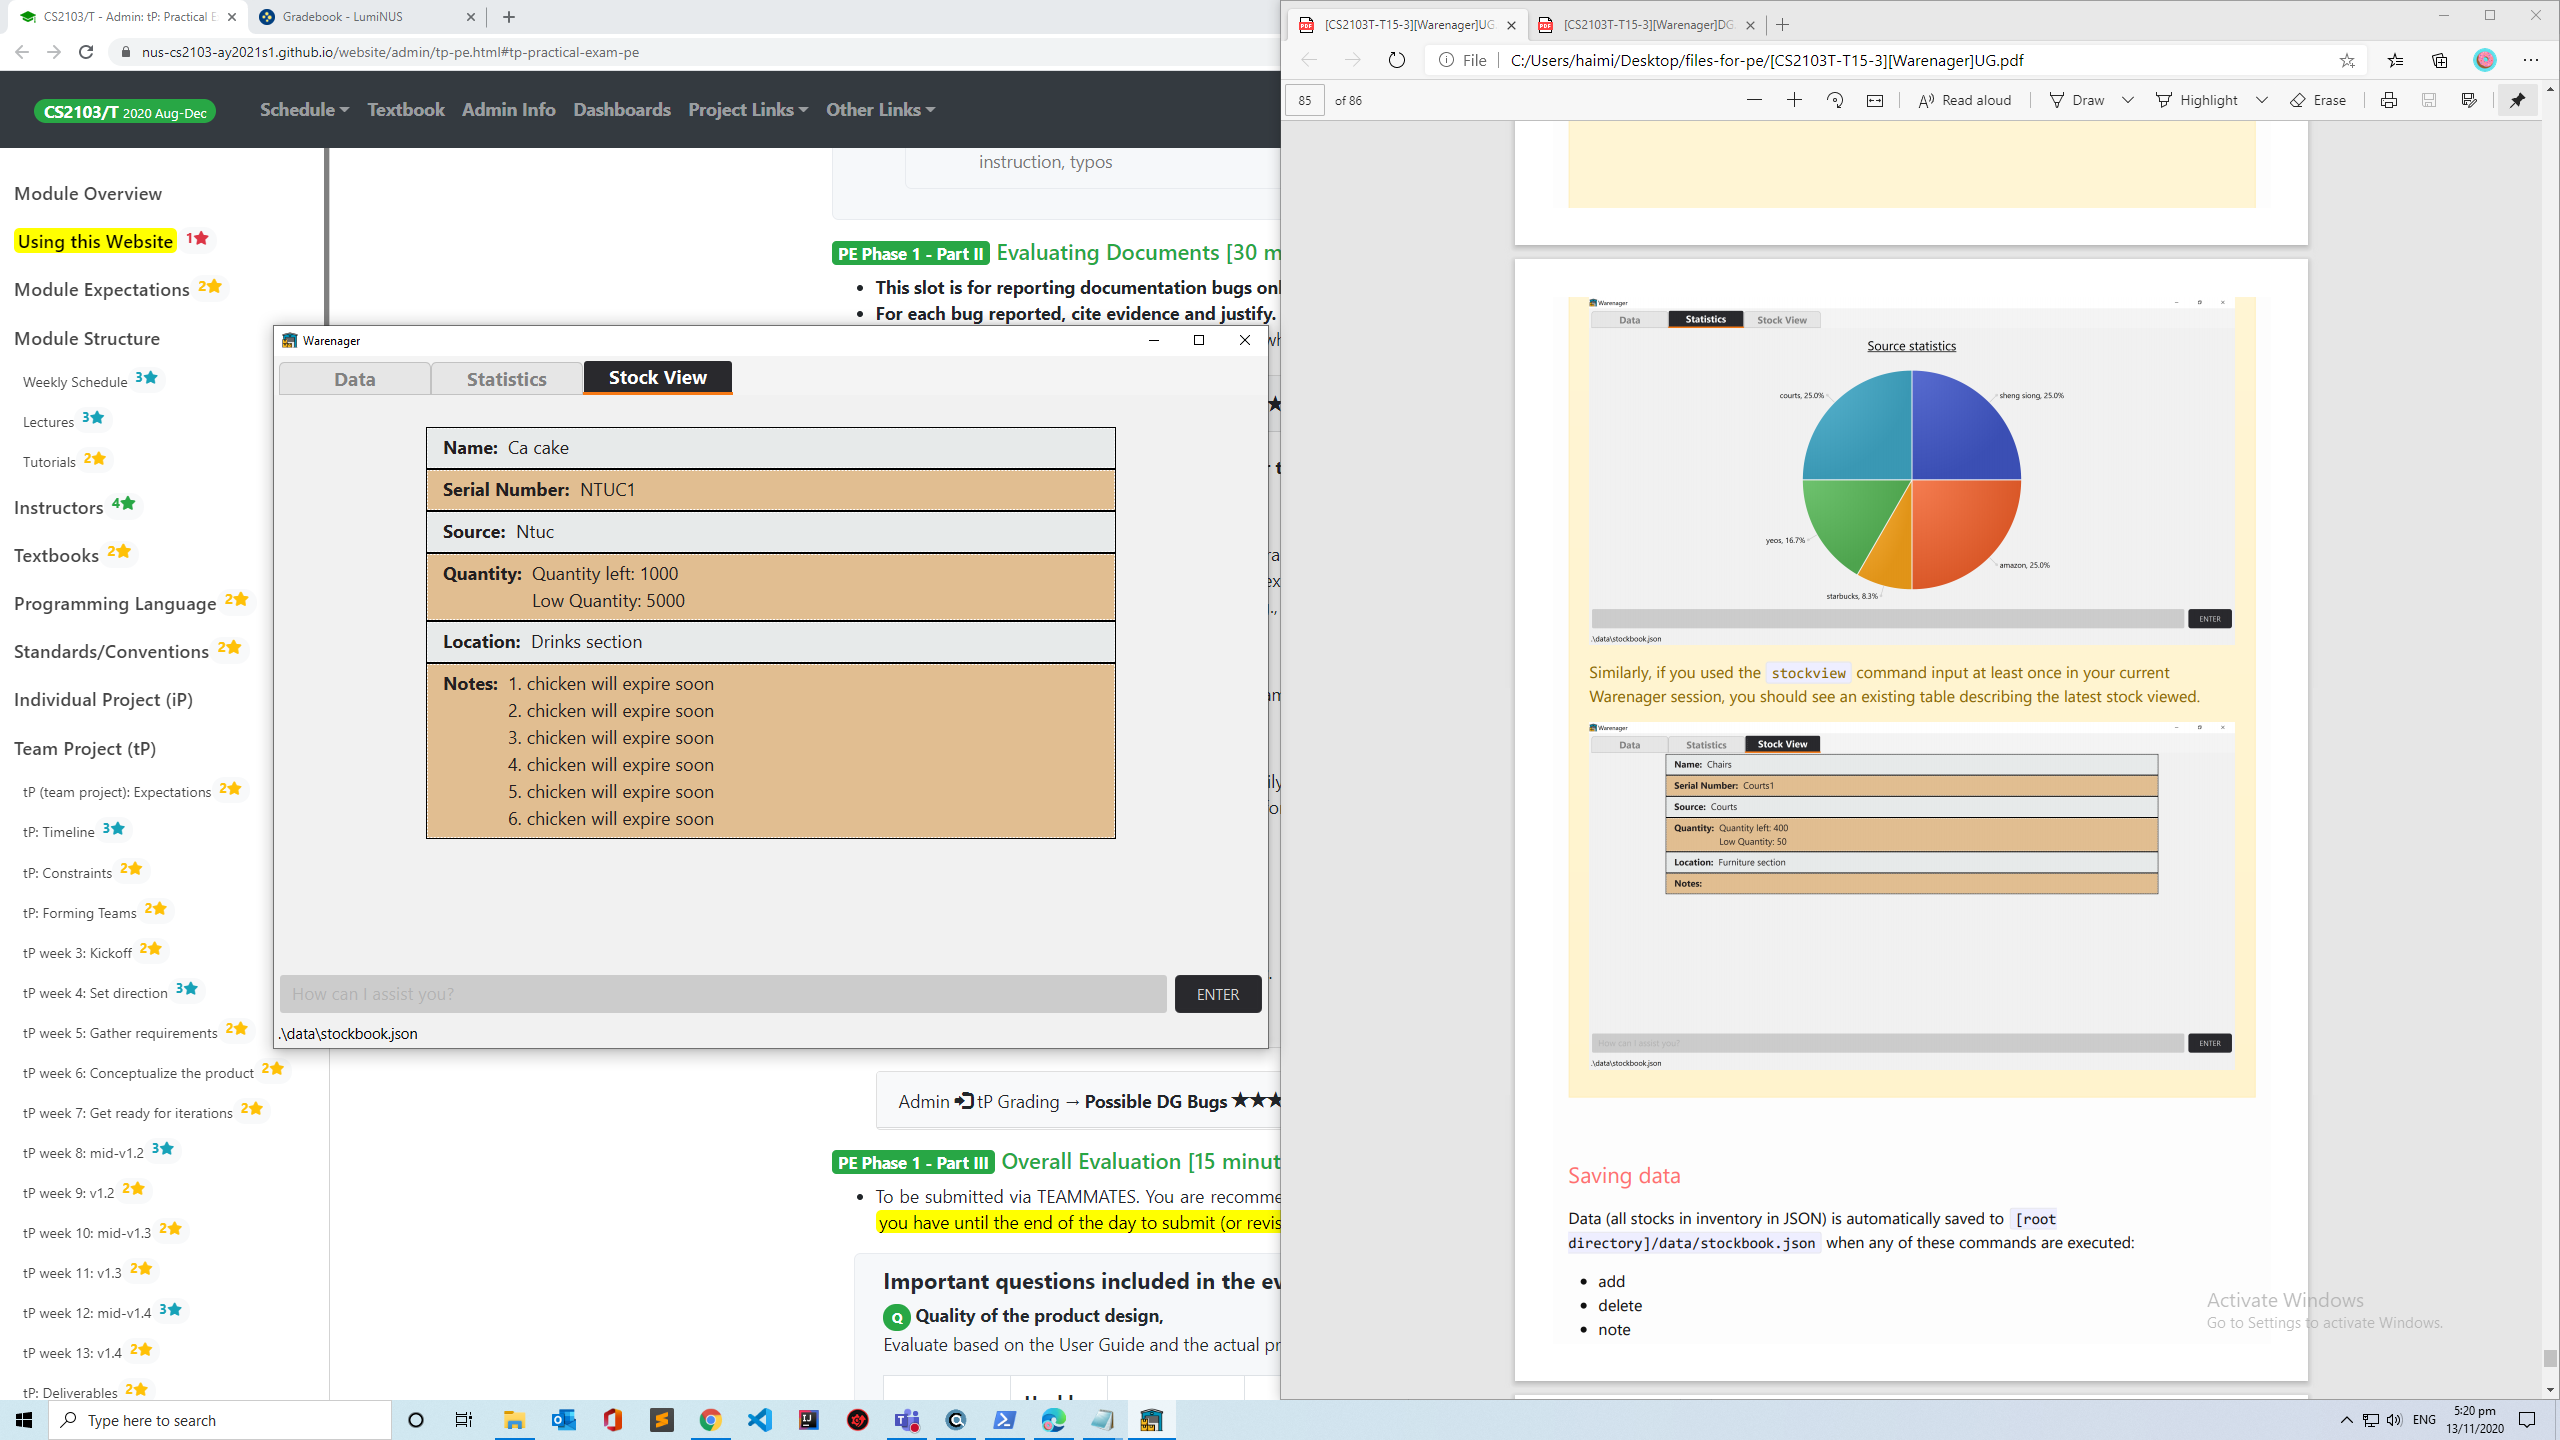 CS2103/T - Admin: tP: Practical E
Gradebook - LumiNUS
nus-cs2103-ay2021s1.github.io/website/admin/tp-pe.html#tp-practical-exam-pe
CS2103/T 2020 Aug-Dec
Schedule
Textbook
Admin Info
Dashboards
Project Links
Other Links
Module Overview
Using this Website 1
Module Expectations 2
Module Structure
Weekly Schedule 3
Lectures 3
Tutorials 2
Instructors 4
Textbooks 2
Programming Language 2
Standards/Conventions 2
Individual Project (iP)
Team Project (tP)
tP (team project): Expectations 2
tP: Timeline 3
tP: Constraints 2
tP: Forming Teams 2
tP week 3: Kickoff 2
tP week 4: Set direction 3
tP week 5: Gather requirements 2
tP week 6: Conceptualize the product 2
tP week 7: Get ready for iterations 2
tP week 8: mid-v1.2 3
tP week 9: v1.2 2
tP week 10: mid-v1.3 2
tP week 11: v1.3 2
tP week 12: mid-v1.4 3
tP week 13: v1.4 2
tP: Deliverables 2
instruction, typos
PE Phase 1 - Part II Evaluating Documents [30 m
• This slot is for reporting documentation bugs onl
• For each bug reported, cite evidence and justify.
Warenager
Data
Statistics
Stock View
Name: Ca cake
Serial Number: NTUC1
Source: Ntuc
Quantity: Quantity left: 1000
Low Quantity: 5000
Location: Drinks section
Notes: 1. chicken will expire soon
2. chicken will expire soon
3. chicken will expire soon
4. chicken will expire soon
5. chicken will expire soon
6. chicken will expire soon
How can I assist you?
ENTER
.\data\stockbook.json
Admin tP Grading → Possible DG Bugs ★★★
PE Phase 1 - Part III Overall Evaluation [15 minut
• To be submitted via TEAMMATES. You are recomme
you have until the end of the day to submit (or revis
Important questions included in the ev
Q Quality of the product design,
Evaluate based on the User Guide and the actual pr
[CS2103T-T15-3][Warenager]UG.
[CS2103T-T15-3][Warenager]DG.
File
C:/Users/haimi/Desktop/files-for-pe/[CS2103T-T15-3][Warenager]UG.pdf
85 of 86
Read aloud
Draw
Highlight
Erase
Warenager
Data
Statistics
Stock View
Source statistics
courts, 25.0%
sheng siong, 25.0%
yeos, 16.7%
amazon, 25.0%
starbucks, 8.3%
ENTER
.\data\stockbook.json
Similarly, if you used the stockview command input at least once in your current
Warenager session, you should see an existing table describing the latest stock viewed.
Warenager
Data
Statistics
Stock View
Name: Chairs
Serial Number: Courts1
Source: Courts
Quantity: Quantity left: 400
Low Quantity: 50
Location: Furniture section
Notes:
How can I assist you?
ENTER
.\data\stockbook.json
Saving data
Data (all stocks in inventory in JSON) is automatically saved to [root
directory]/data/stockbook.json when any of these commands are executed:
• add
• delete
• note
Activate Windows
Go to Settings to activate Windows.
Type here to search
ENG
5:20 pm
13/11/2020